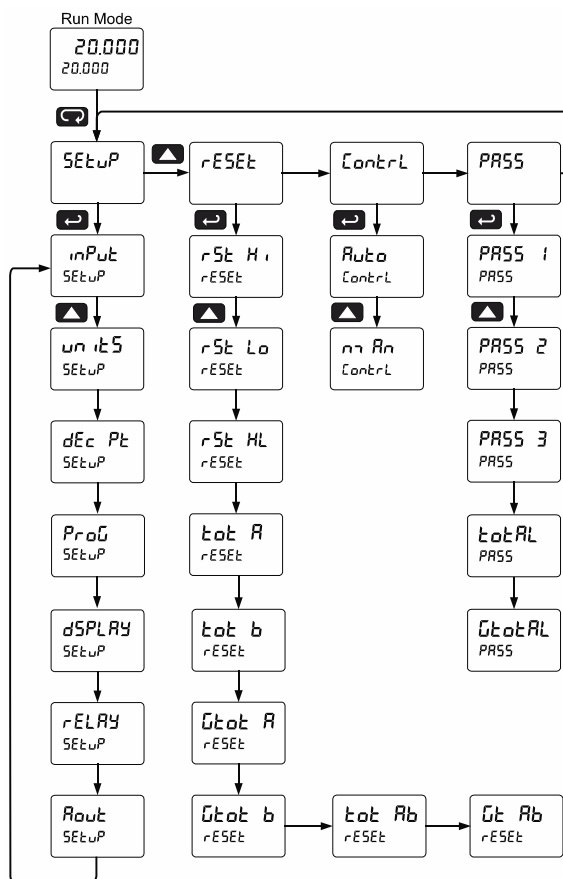 Run Mode
20.000
20.000
SEtuP
rESEt
ContrL
PASS
inPut
SEtuP
rSt Hi
rESEt
Auto
ContrL
PASS 1
PASS
unitS
SEtuP
rSt Lo
rESEt
mAn
ContrL
PASS 2
PASS
dEc Pt
SEtuP
rSt HL
rESEt
PASS 3
PASS
ProG
SEtuP
tot A
rESEt
totAL
PASS
dSPLAY
SEtuP
tot b
rESEt
GtotAL
PASS
rELAY
SEtuP
Gtot A
rESEt
Aout
SEtuP
Gtot b
rESEt
tot Ab
rESEt
Gt Ab
rESEt